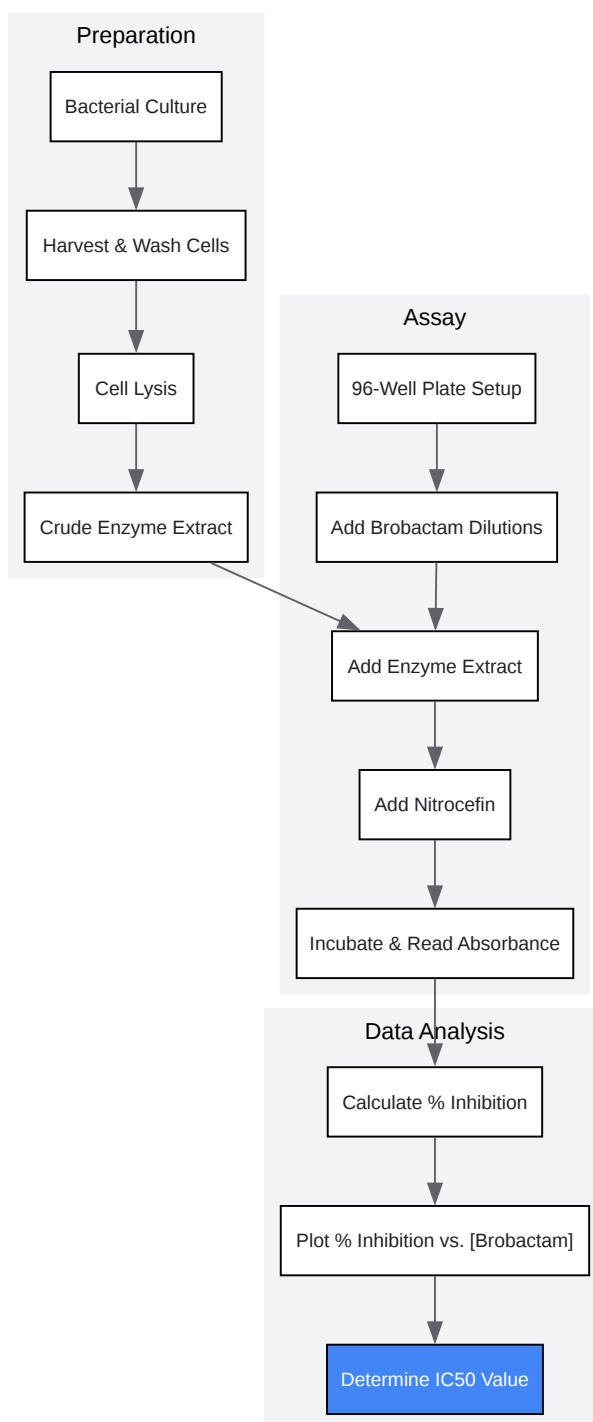 Preparation
Bacterial Culture
Harvest & Wash Cells
Cell Lysis
Crude Enzyme Extract
Assay
96-Well Plate Setup
Add Brobactam Dilutions
Add Enzyme Extract
Add Nitrocefin
Incubate & Read Absorbance
Data Analysis
Calculate % Inhibition
Plot % Inhibition vs. [Brobactam]
Determine IC50 Value